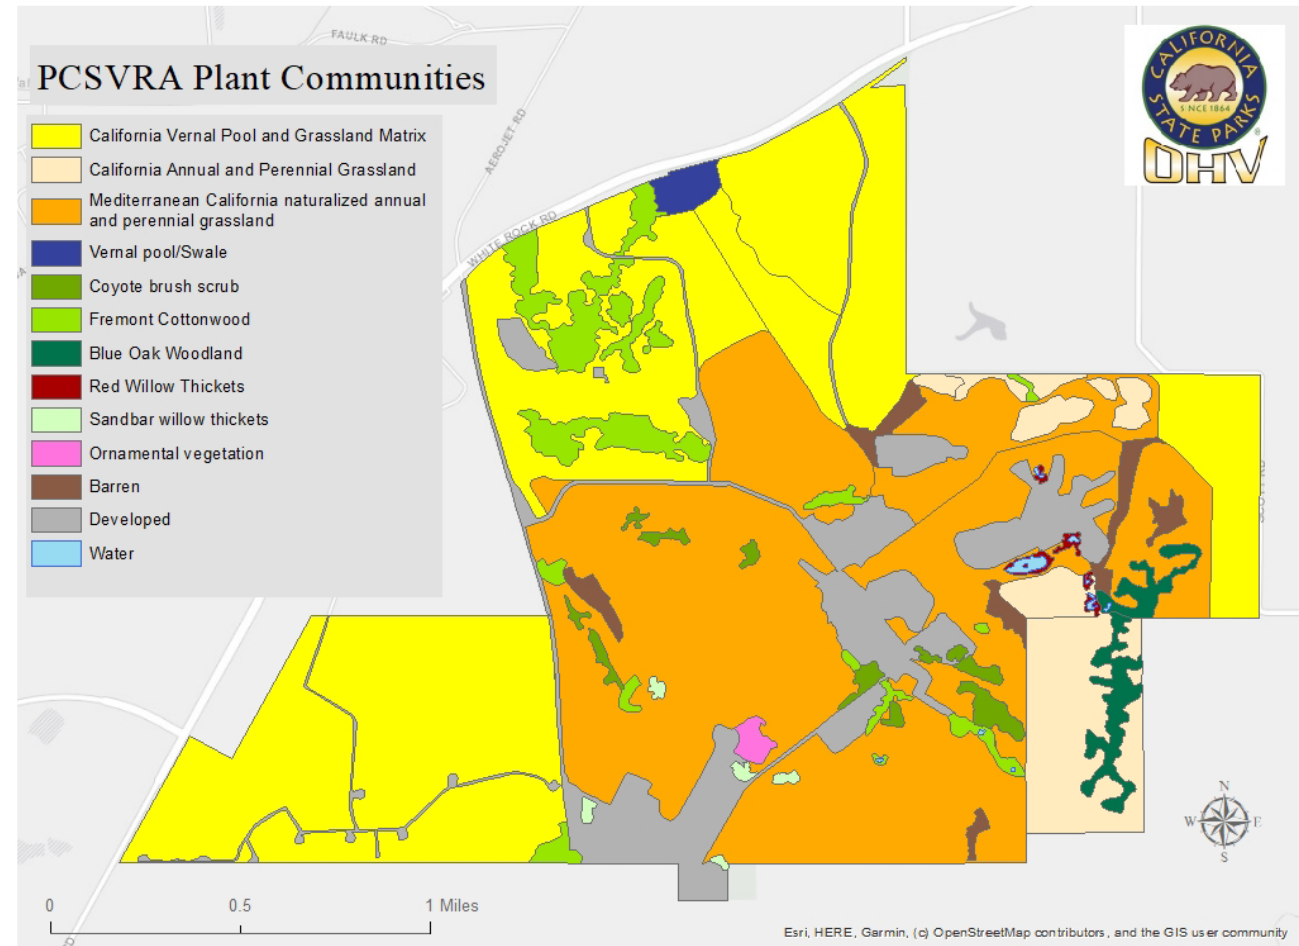 FAULK RD
PCSVRA Plant Communities
AEROJET RD
CALIFORNIA
SINCE 1864
STATE PARKS
OHV
®
California Vernal Pool and Grassland Matrix
California Annual and Perennial Grassland
Mediterranean California naturalized annual
and perennial grassland
Vernal pool/Swale
Coyote brush scrub
Fremont Cottonwood
Blue Oak Woodland
Red Willow Thickets
Sandbar willow thickets
Ornamental vegetation
Barren
Developed
Water
WHITE ROCK RD
N
W
E
S
0
0.5
1 Miles
RD
Esri, HERE, Garmin, (c) OpenStreetMap contributors, and the GIS user community